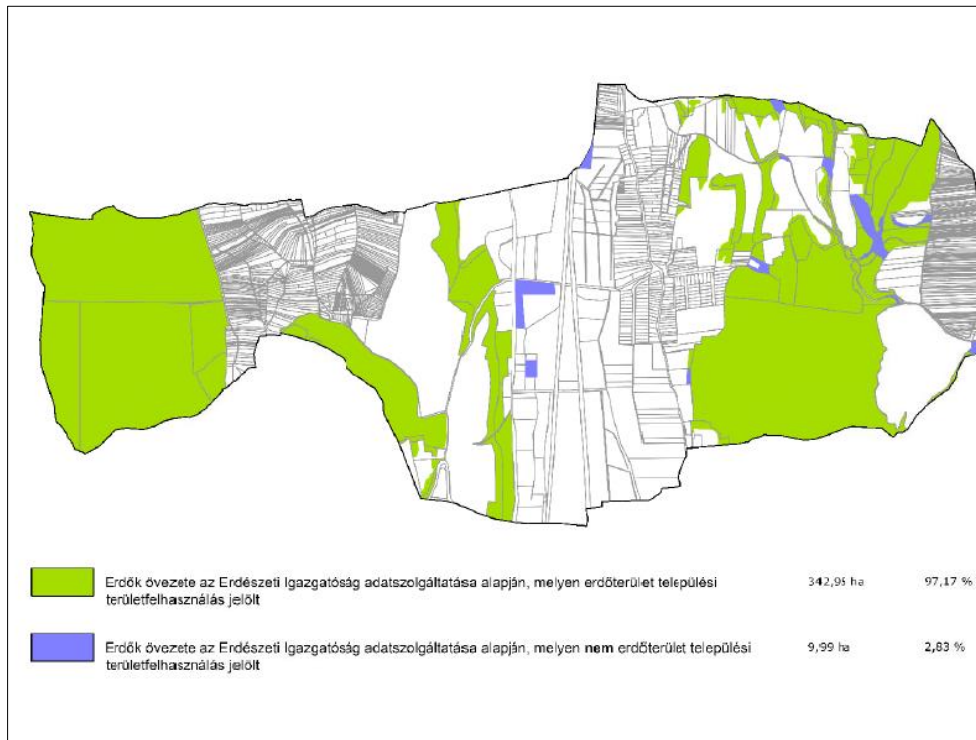 Erdők övezete az Erdészeti Igazgatóság adatszolgáltatása alapján, melyen erdőterület települési 342,98 ha 97,17 %
területfelhasználás jelölt
Erdők övezete az Erdészeti Igazgatóság adatszolgáltatása alapján, melyen nem erdőterület települési 9,99 ha 2,83 %
területfelhasználás jelölt